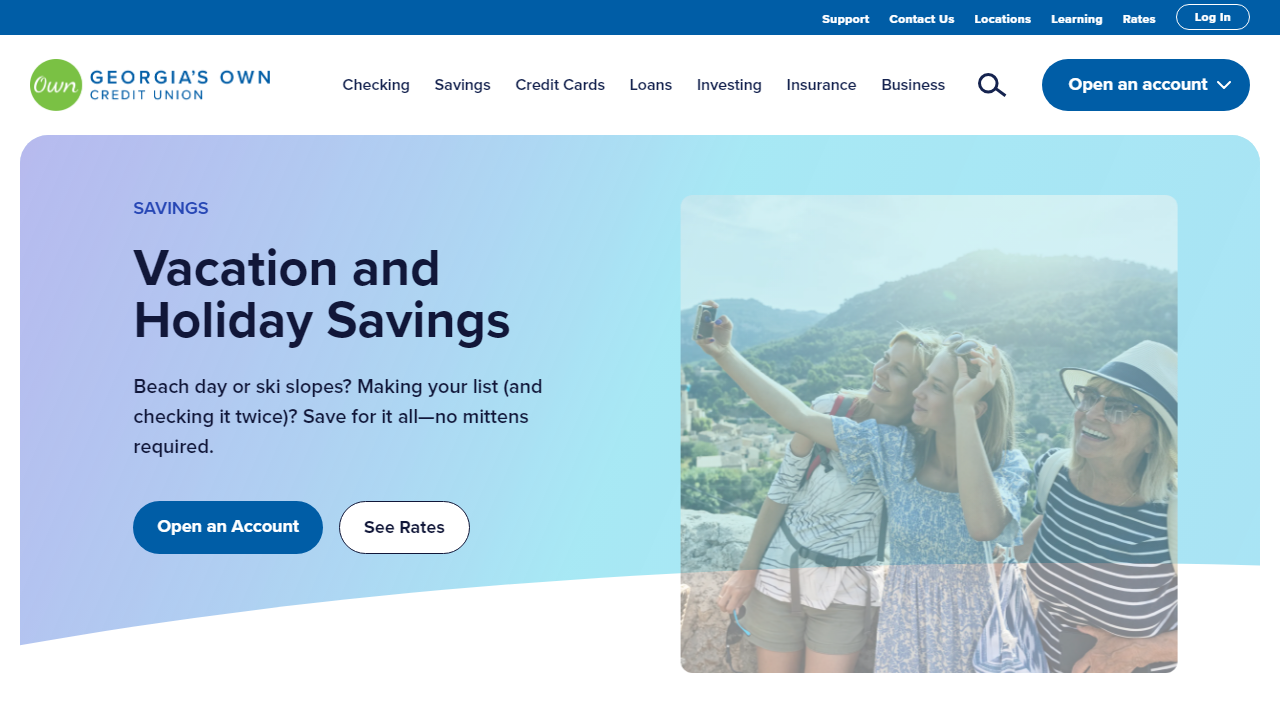 Support Contact Us Locations Learning Rates Log In
Own GEORGIA'S OWN
CREDIT UNION
Checking Savings Credit Cards Loans Investing Insurance Business
Open an account
SAVINGS
Vacation and
Holiday Savings
Beach day or ski slopes? Making your list (and
checking it twice)? Save for it all—no mittens
required.
Open an Account See Rates